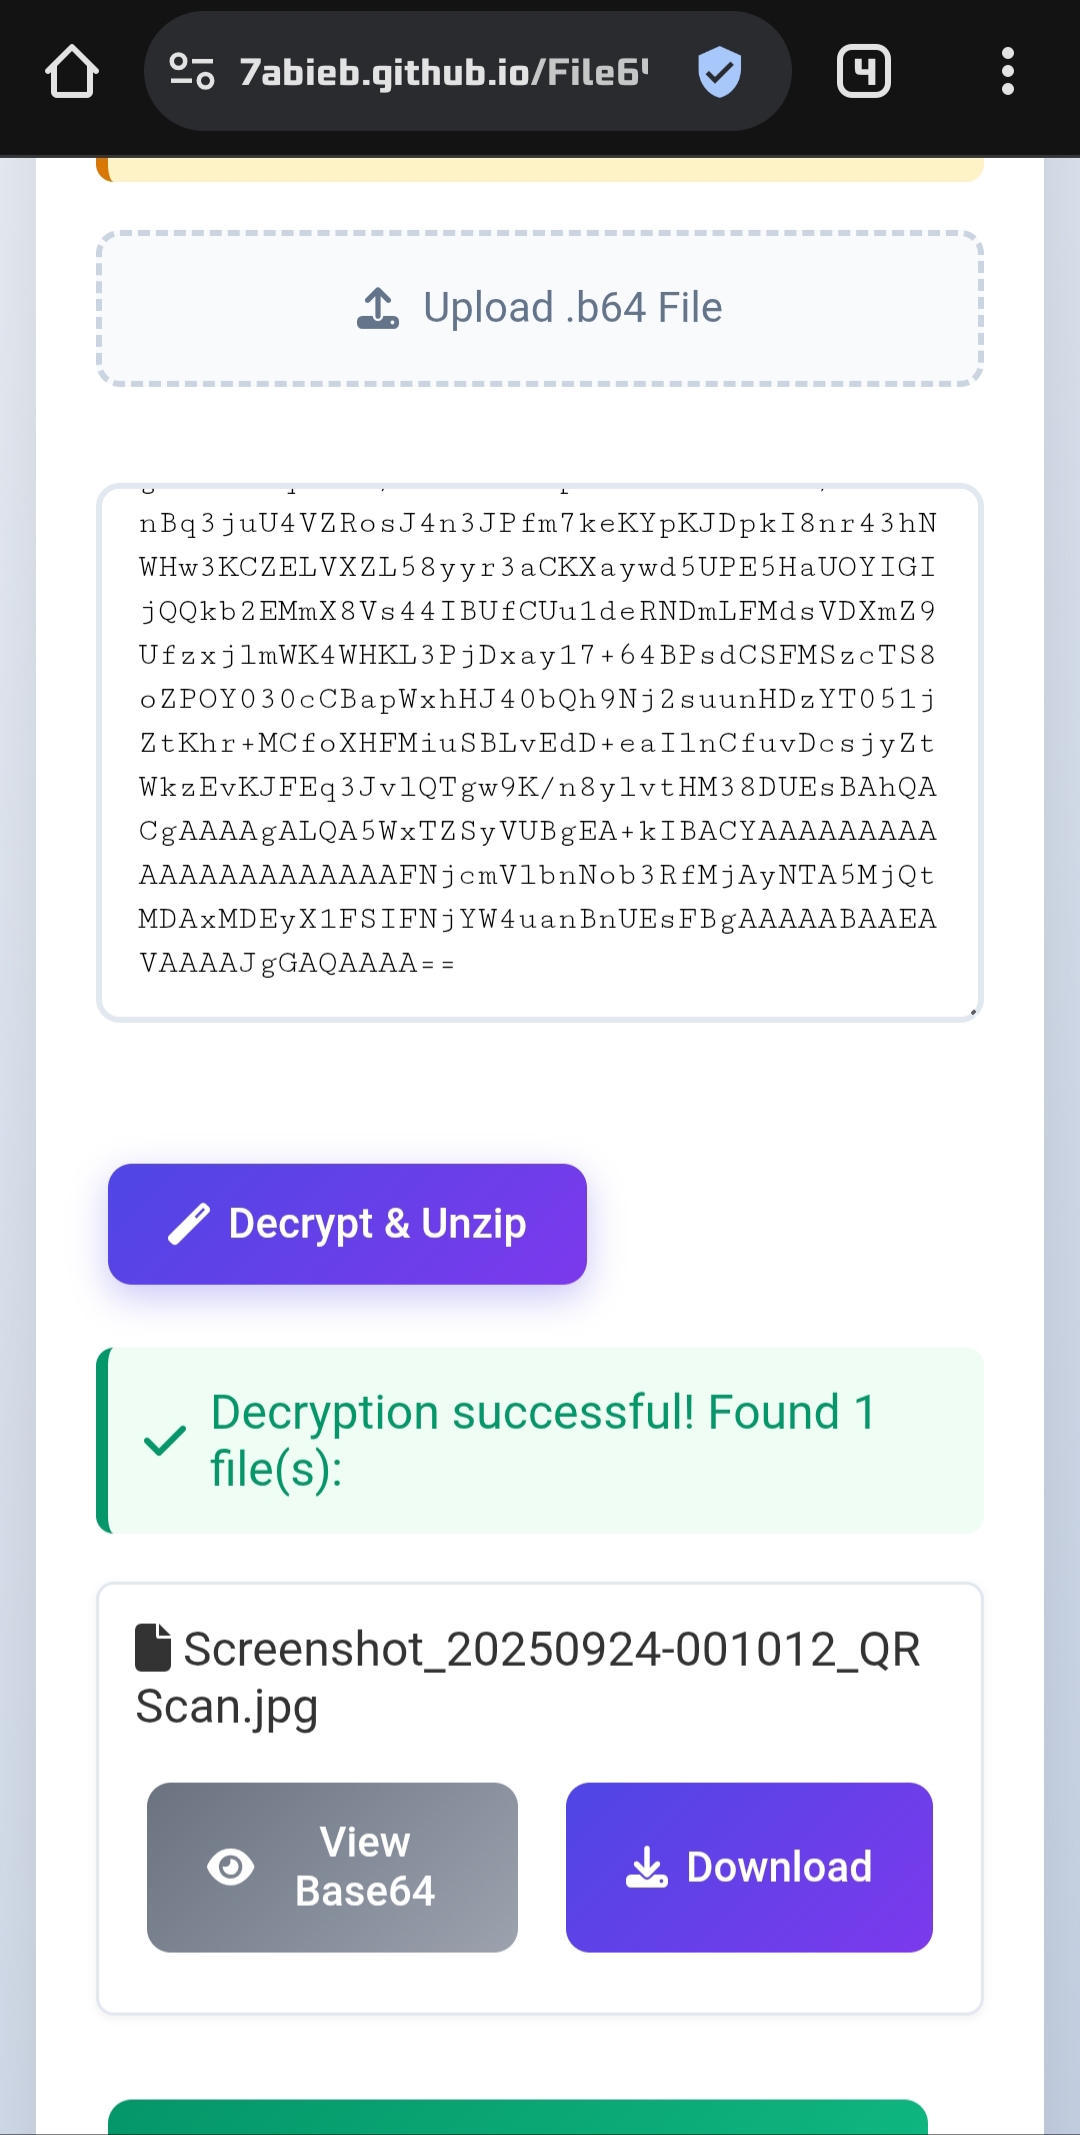 7abieb.github.io/File6
4
Upload .b64 File
nBq3juU4VZRosJ4n3JPfm7keKYpKJDpkI8nr43hN
WHw3KCZELVXZL58yyr3aCKXaywd5UPE5HaUOYIGI
jQQkb2EMmX8Vs44IBUfCUu1deRNDmLFMdsVDXmZ9
UfzxjlmWK4WHKL3PjDxay17+64BPsdCSFMSzcTS8
oZPOY030cCBapWxhHJ40bQh9Nj2suunHDzYT051j
ZtKhr+MCfoXHFMiuSBLvEdD+eaIlnCfuvDcsjyZt
WkzEvKJFEq3JvlQTgw9K/n8ylvtHM38DUEsBAhQA
CgAAAAgALQA5WxTZSyVUBgEA+kIBACYAAAAAAAAA
AAAAAAAAAAAAAFNjcmVlbnNob3RfMjAyNTA5MjQt
MDAxMDEyX1FSIFNjYW4uanBnUEsFBgAAAAABAAEA
VAAAAJgGAQAAAA==
Decrypt & Unzip
Decryption successful! Found 1
file(s):
Screenshot_20250924-001012_QR
Scan.jpg
View
Base64
Download